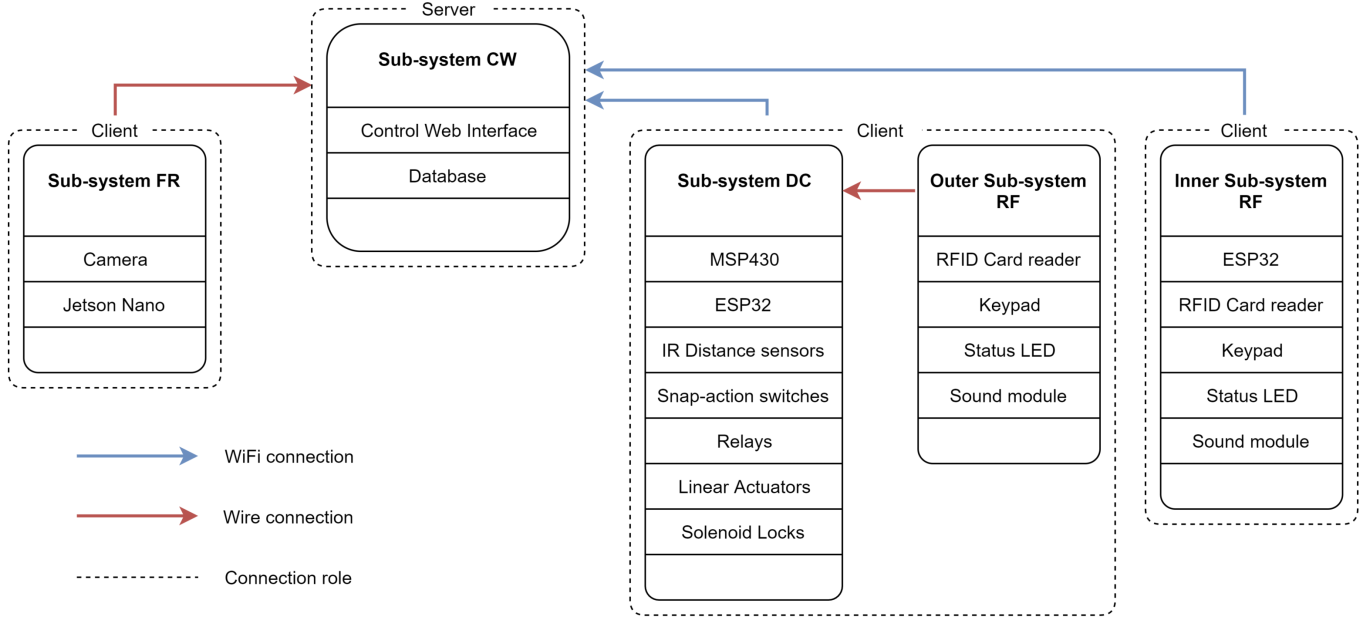 Server
Sub-system CW
Control Web Interface
Database
Client
Sub-system FR
Camera
Jetson Nano
Client
Sub-system DC
MSP430
ESP32
IR Distance sensors
Snap-action switches
Relays
Linear Actuators
Solenoid Locks
Outer Sub-system
RF
RFID Card reader
Keypad
Status LED
Sound module
Client
Inner Sub-system
RF
ESP32
RFID Card reader
Keypad
Status LED
Sound module
WiFi connection
Wire connection
Connection role